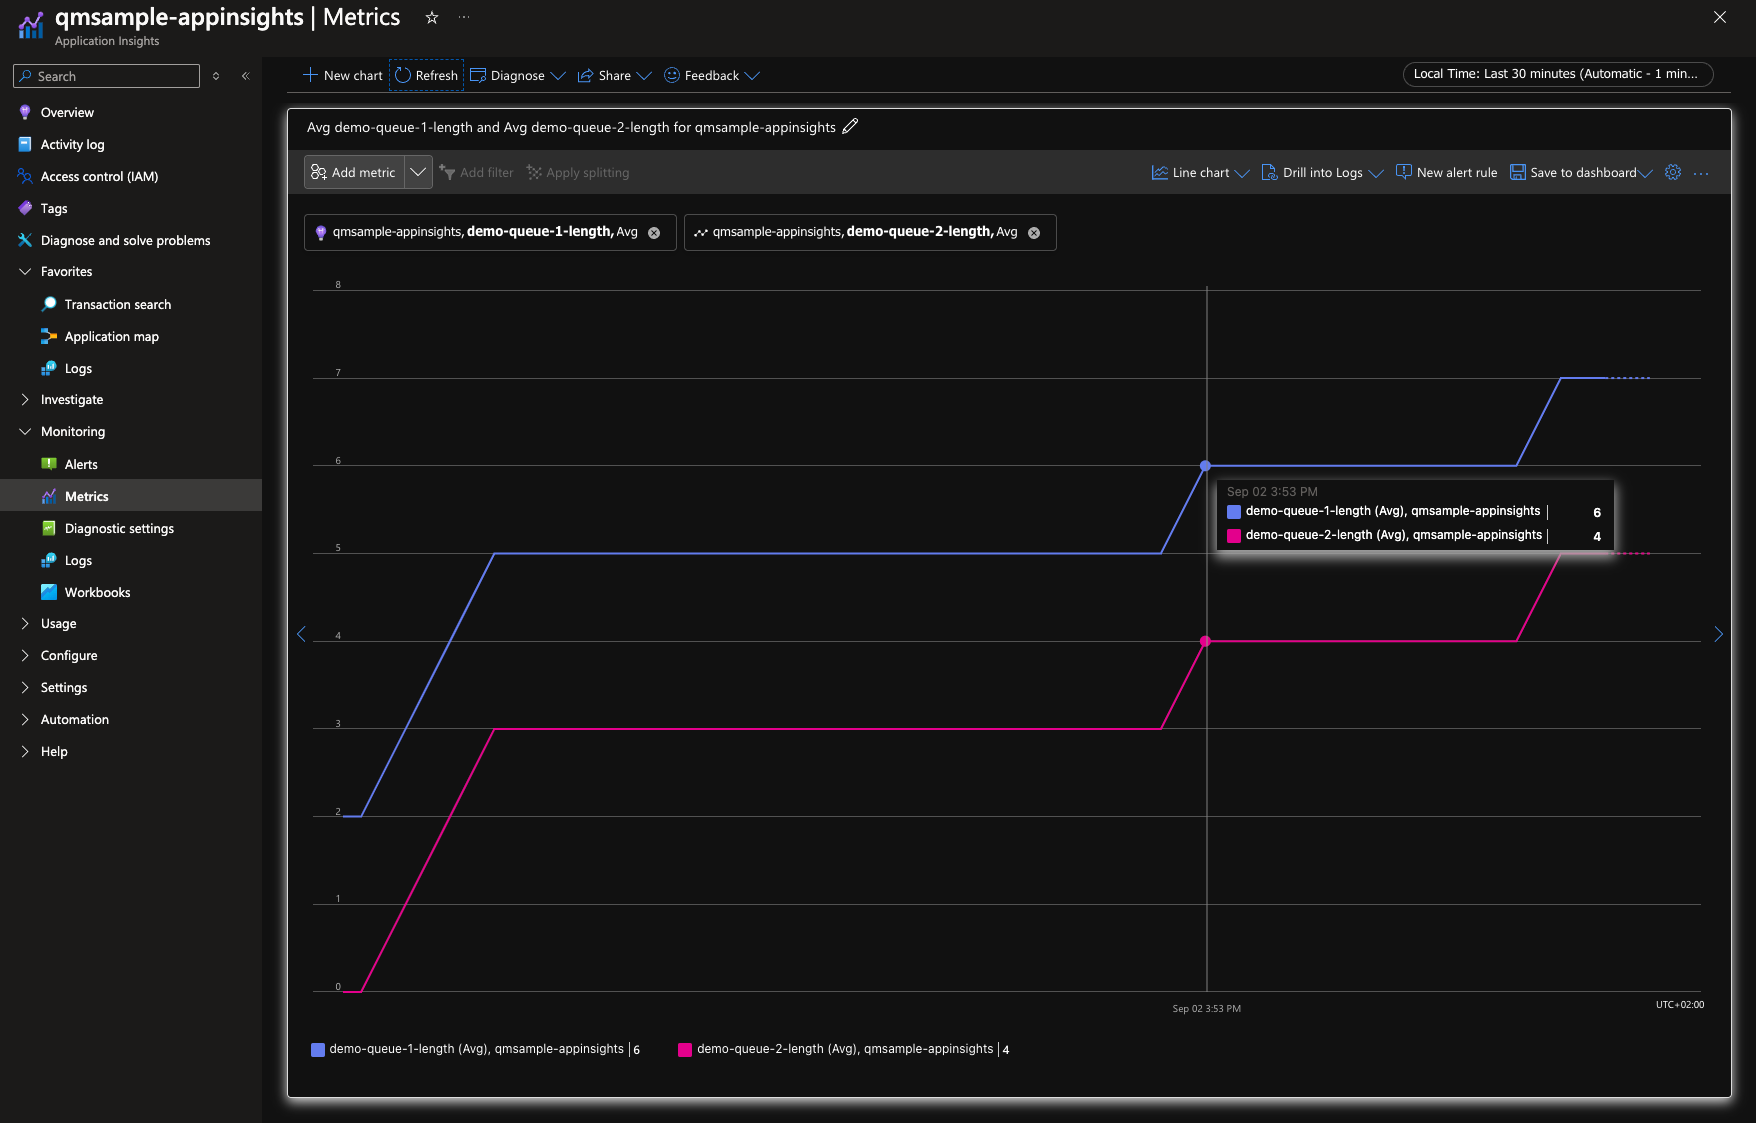 qmsample-appinsights | Metrics
Application Insights
Search
Overview
Activity log
Access control (IAM)
Tags
Diagnose and solve problems
Favorites
Transaction search
Application map
Logs
Investigate
Monitoring
Alerts
Metrics
Diagnostic settings
Logs
Workbooks
Usage
Configure
Settings
Automation
Help
New chart Refresh Diagnose Share Feedback
Local Time: Last 30 minutes (Automatic - 1 min...
Avg demo-queue-1-length and Avg demo-queue-2-length for qmsample-appinsights
Add metric Add filter Apply splitting Line chart Drill into Logs New alert rule Save to dashboard
qmsample-appinsights, demo-queue-1-length, Avg
qmsample-appinsights, demo-queue-2-length, Avg
8
7
6
5
4
3
2
1
0
Sep 02 3:53 PM
demo-queue-1-length (Avg), qmsample-appinsights | 6
demo-queue-2-length (Avg), qmsample-appinsights | 4
Sep 02 3:53 PM
UTC+02:00
demo-queue-1-length (Avg), qmsample-appinsights | 6
demo-queue-2-length (Avg), qmsample-appinsights | 4